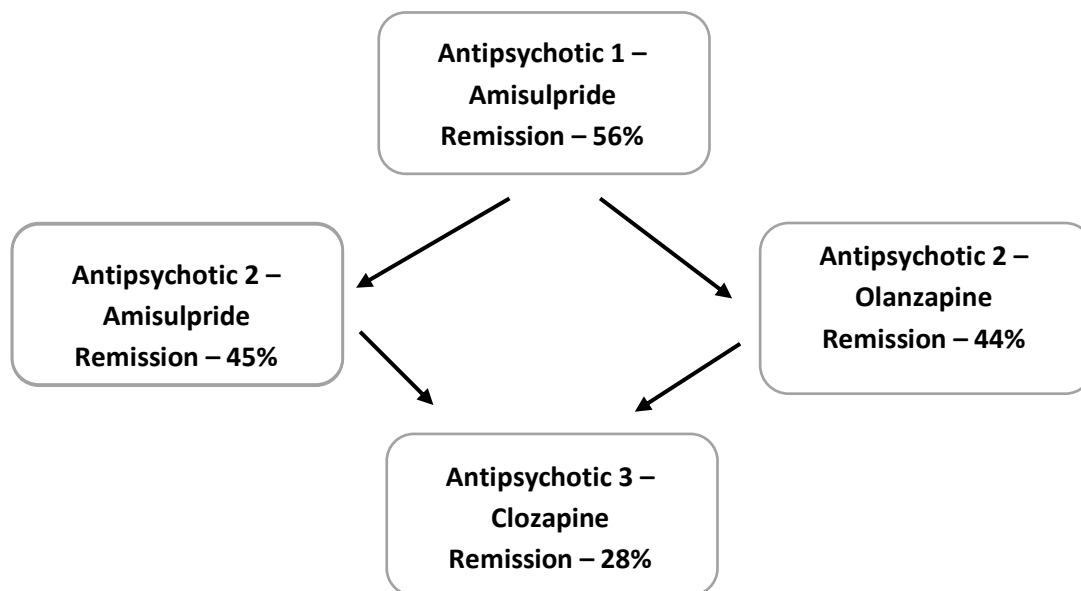 Antipsychotic 1 –
Amisulpride
Remission – 56%
Antipsychotic 2 –
Amisulpride
Remission – 45%
Antipsychotic 2 –
Olanzapine
Remission – 44%
Antipsychotic 3 –
Clozapine
Remission – 28%